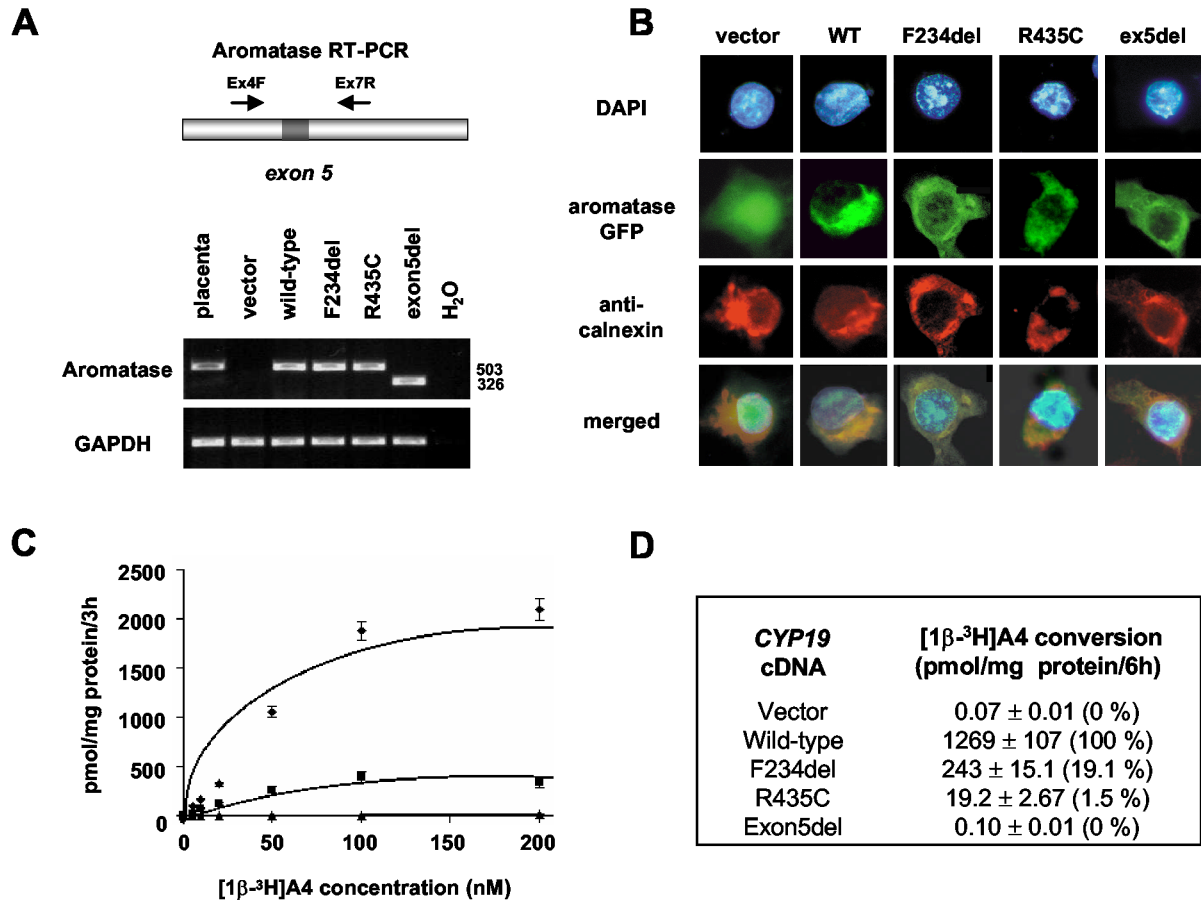 A
Aromatase RT-PCR
Ex4F Ex7R
exon 5
placenta
vector
wild-type
F234del
R435C
exon5del
H₂O
Aromatase
503
326
GAPDH
B
vector WT F234del R435C ex5del
DAPI
aromatase
GFP
anti-
calnexin
merged
C
pmol/mg protein/3h
2500
2000
1500
1000
500
0
0 50 100 150 200
[1β-³H]A4 concentration (nM)
D
CYP19 [1β-³H]A4 conversion
cDNA (pmol/mg protein/6h)
Vector 0.07 ± 0.01 (0 %)
Wild-type 1269 ± 107 (100 %)
F234del 243 ± 15.1 (19.1 %)
R435C 19.2 ± 2.67 (1.5 %)
Exon5del 0.10 ± 0.01 (0 %)